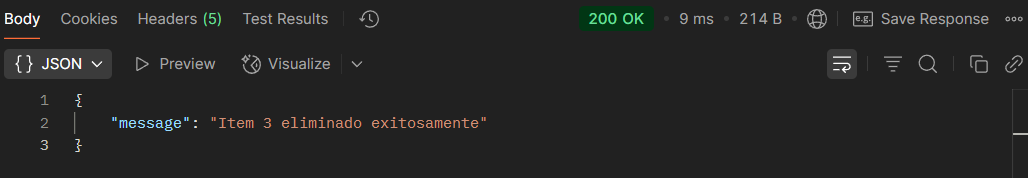 Body Cookies Headers (5) Test Results 200 OK • 9 ms • 214 B • e.g. Save Response
{} JSON Preview Visualize
1 {
2 "message": "Item 3 eliminado exitosamente"
3 }